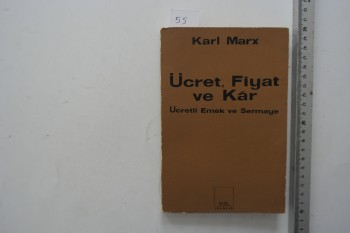 55
Karl Marx
Ücret, Fiyat
ve Kâr
Ücretli Emek ve Sermaye